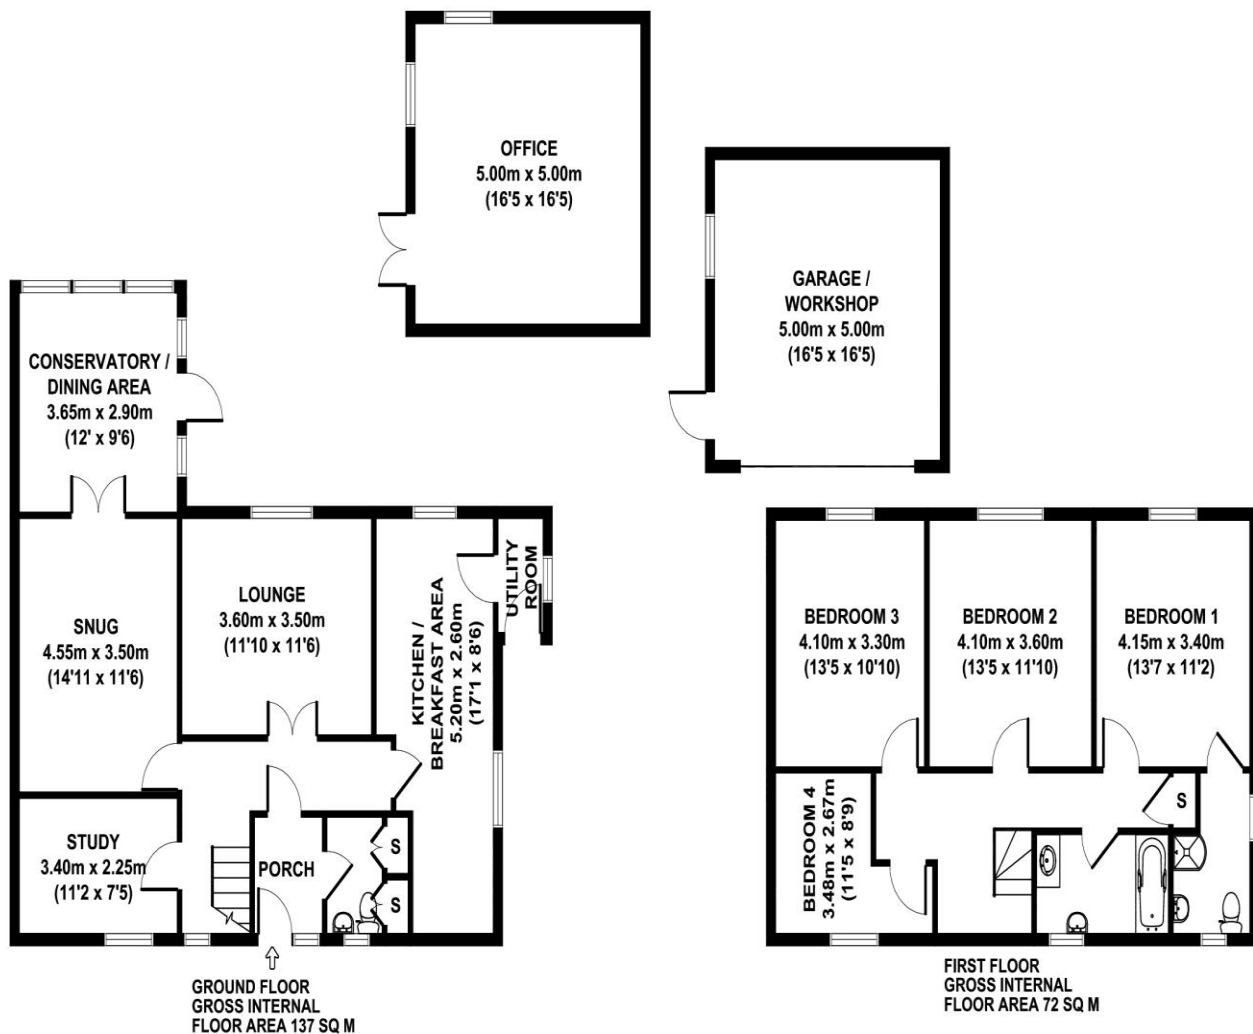 OFFICE
5.00m x 5.00m
(16'5 x 16'5)
GARAGE /
WORKSHOP
5.00m x 5.00m
(16'5 x 16'5)
CONSERVATORY /
DINING AREA
3.65m x 2.90m
(12' x 9'6)
SNUG
4.55m x 3.50m
(14'11 x 11'6)
LOUNGE
3.60m x 3.50m
(11'10 x 11'6)
KITCHEN /
BREAKFAST AREA
5.20m x 2.60m
(17'1 x 8'6)
UTILITY
ROOM
STUDY
3.40m x 2.25m
(11'2 x 7'5)
PORCH
S
S
GROUND FLOOR
GROSS INTERNAL
FLOOR AREA 137 SQ M
BEDROOM 3
4.10m x 3.30m
(13'5 x 10'10)
BEDROOM 2
4.10m x 3.60m
(13'5 x 11'10)
BEDROOM 1
4.15m x 3.40m
(13'7 x 11'2)
BEDROOM 4
3.48m x 2.67m
(11'5 x 8'9)
S
FIRST FLOOR
GROSS INTERNAL
FLOOR AREA 72 SQ M